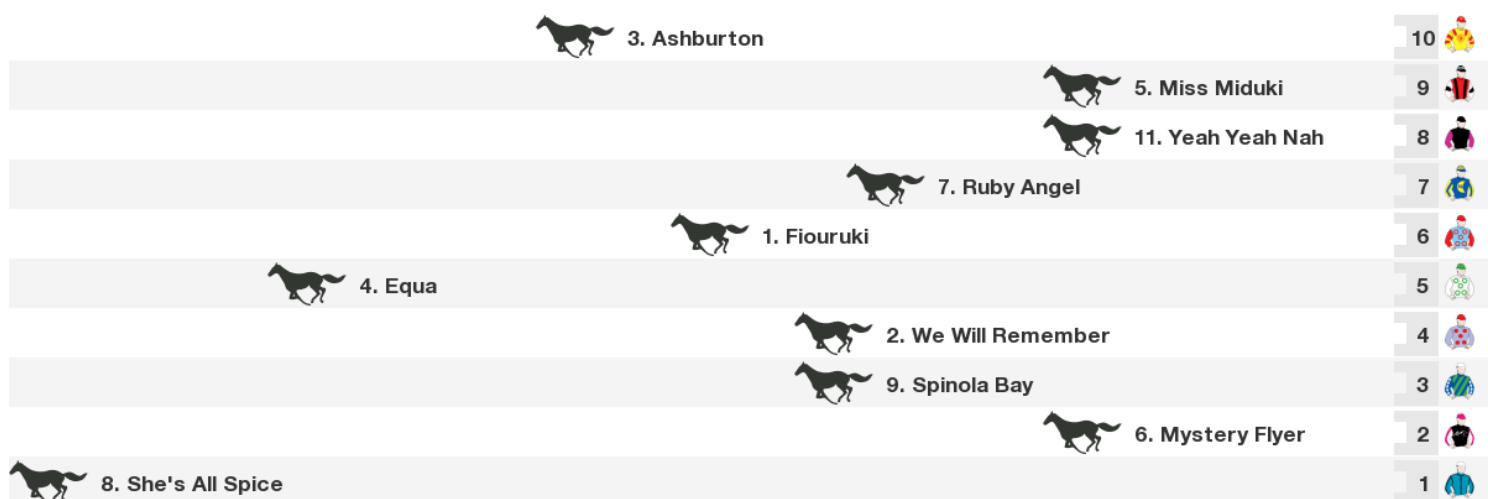 3. Ashburton 10
5. Miss Miduki 9
11. Yeah Yeah Nah 8
7. Ruby Angel 7
1. Fiouruki 6
4. Equa 5
2. We Will Remember 4
9. Spinola Bay 3
6. Mystery Flyer 2
8. She's All Spice 1